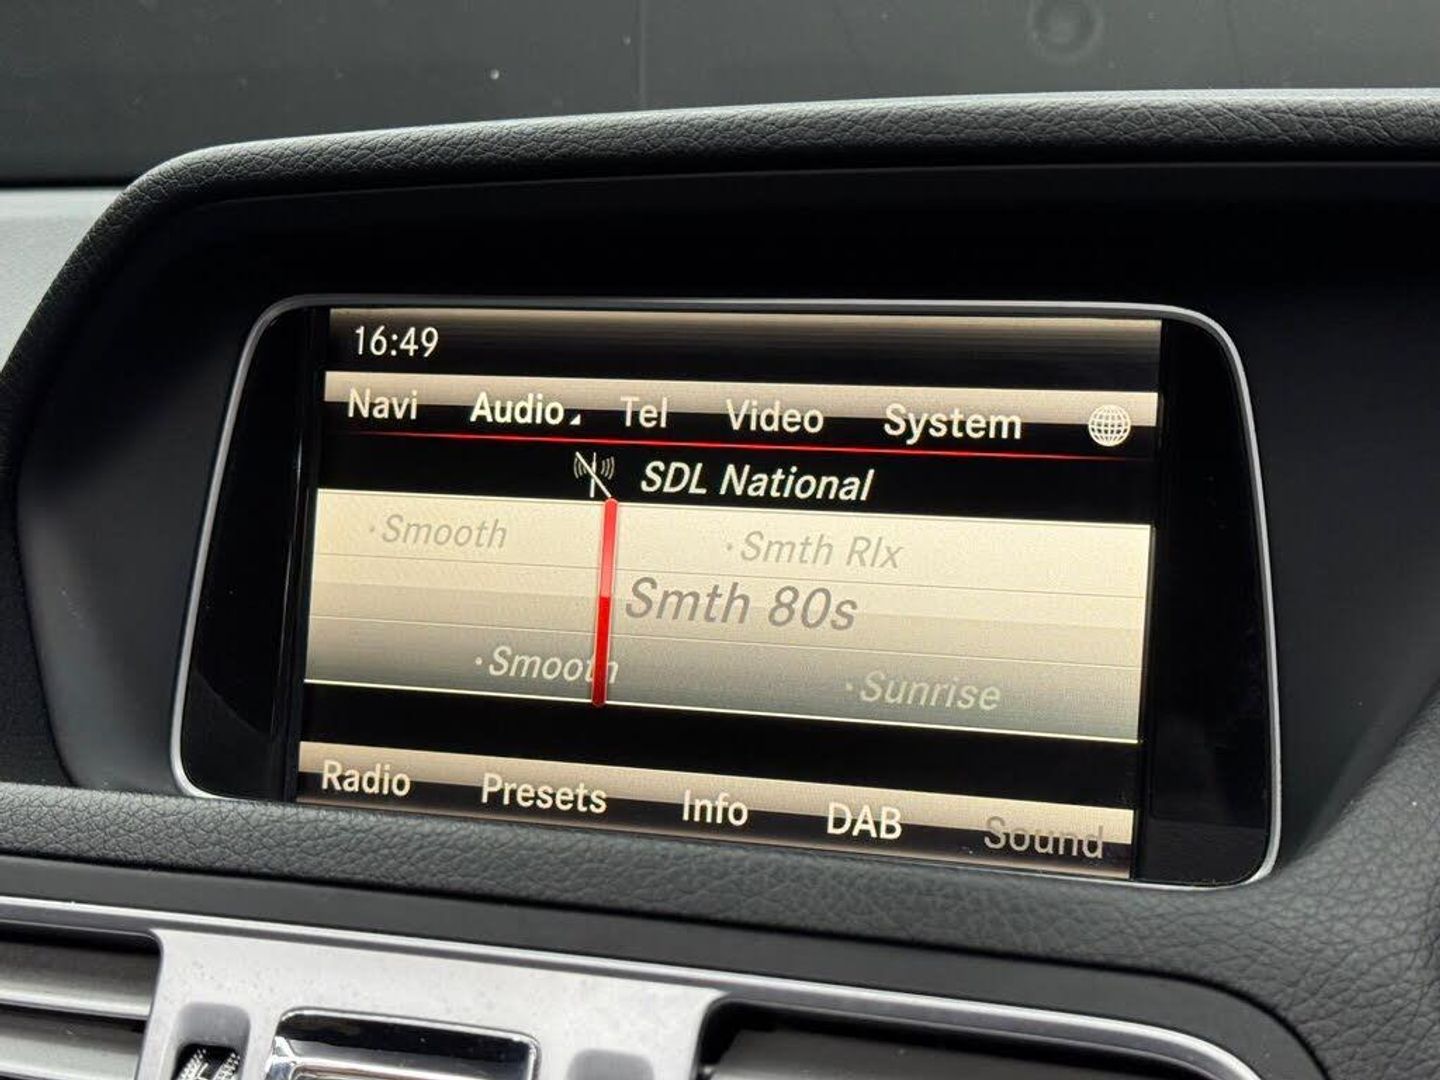 16:49
Navi Audio Tel Video System
SDL National
·Smooth ·Smth Rlx
Smth 80s
·Smooth ·Sunrise
Radio Presets Info DAB Sound